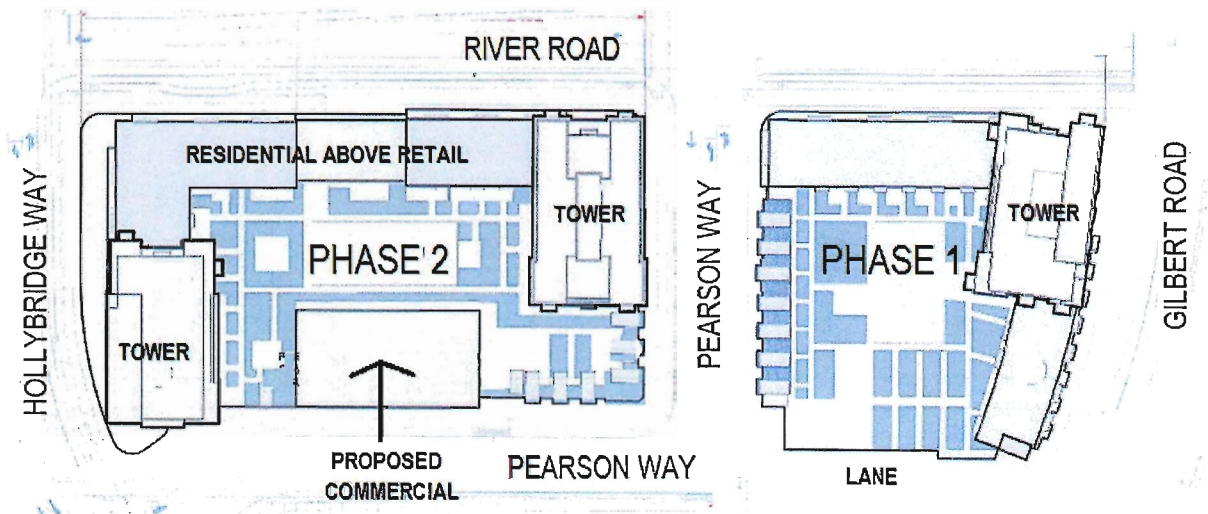 RIVER ROAD
RESIDENTIAL ABOVE RETAIL
HOLLYBRIDGE WAY
TOWER
PHASE 2
TOWER
PROPOSED
COMMERCIAL
PEARSON WAY
PEARSON WAY
PHASE 1
TOWER
GILBERT ROAD
LANE